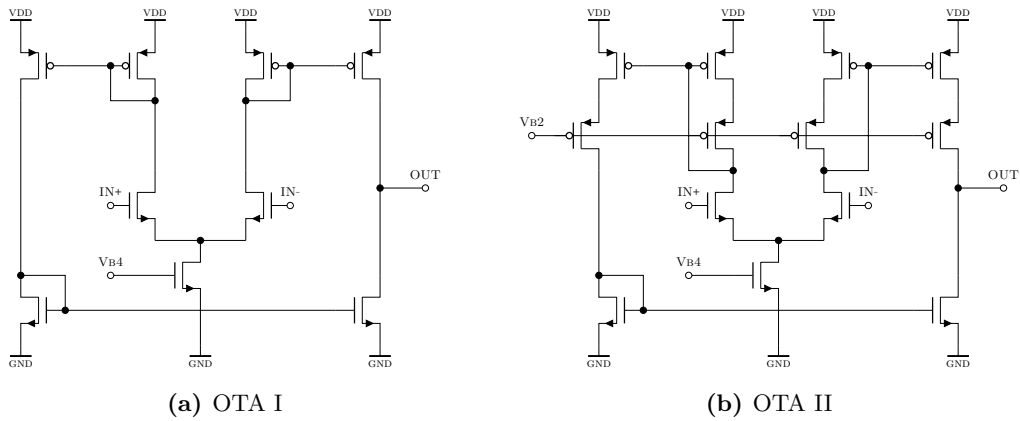 VDD VDD VDD VDD VDD VDD VDD VDD
VB2
OUT OUT
IN+ IN- IN+ IN-
VB4 VB4
GND GND GND GND GND GND
(a) OTA I (b) OTA II